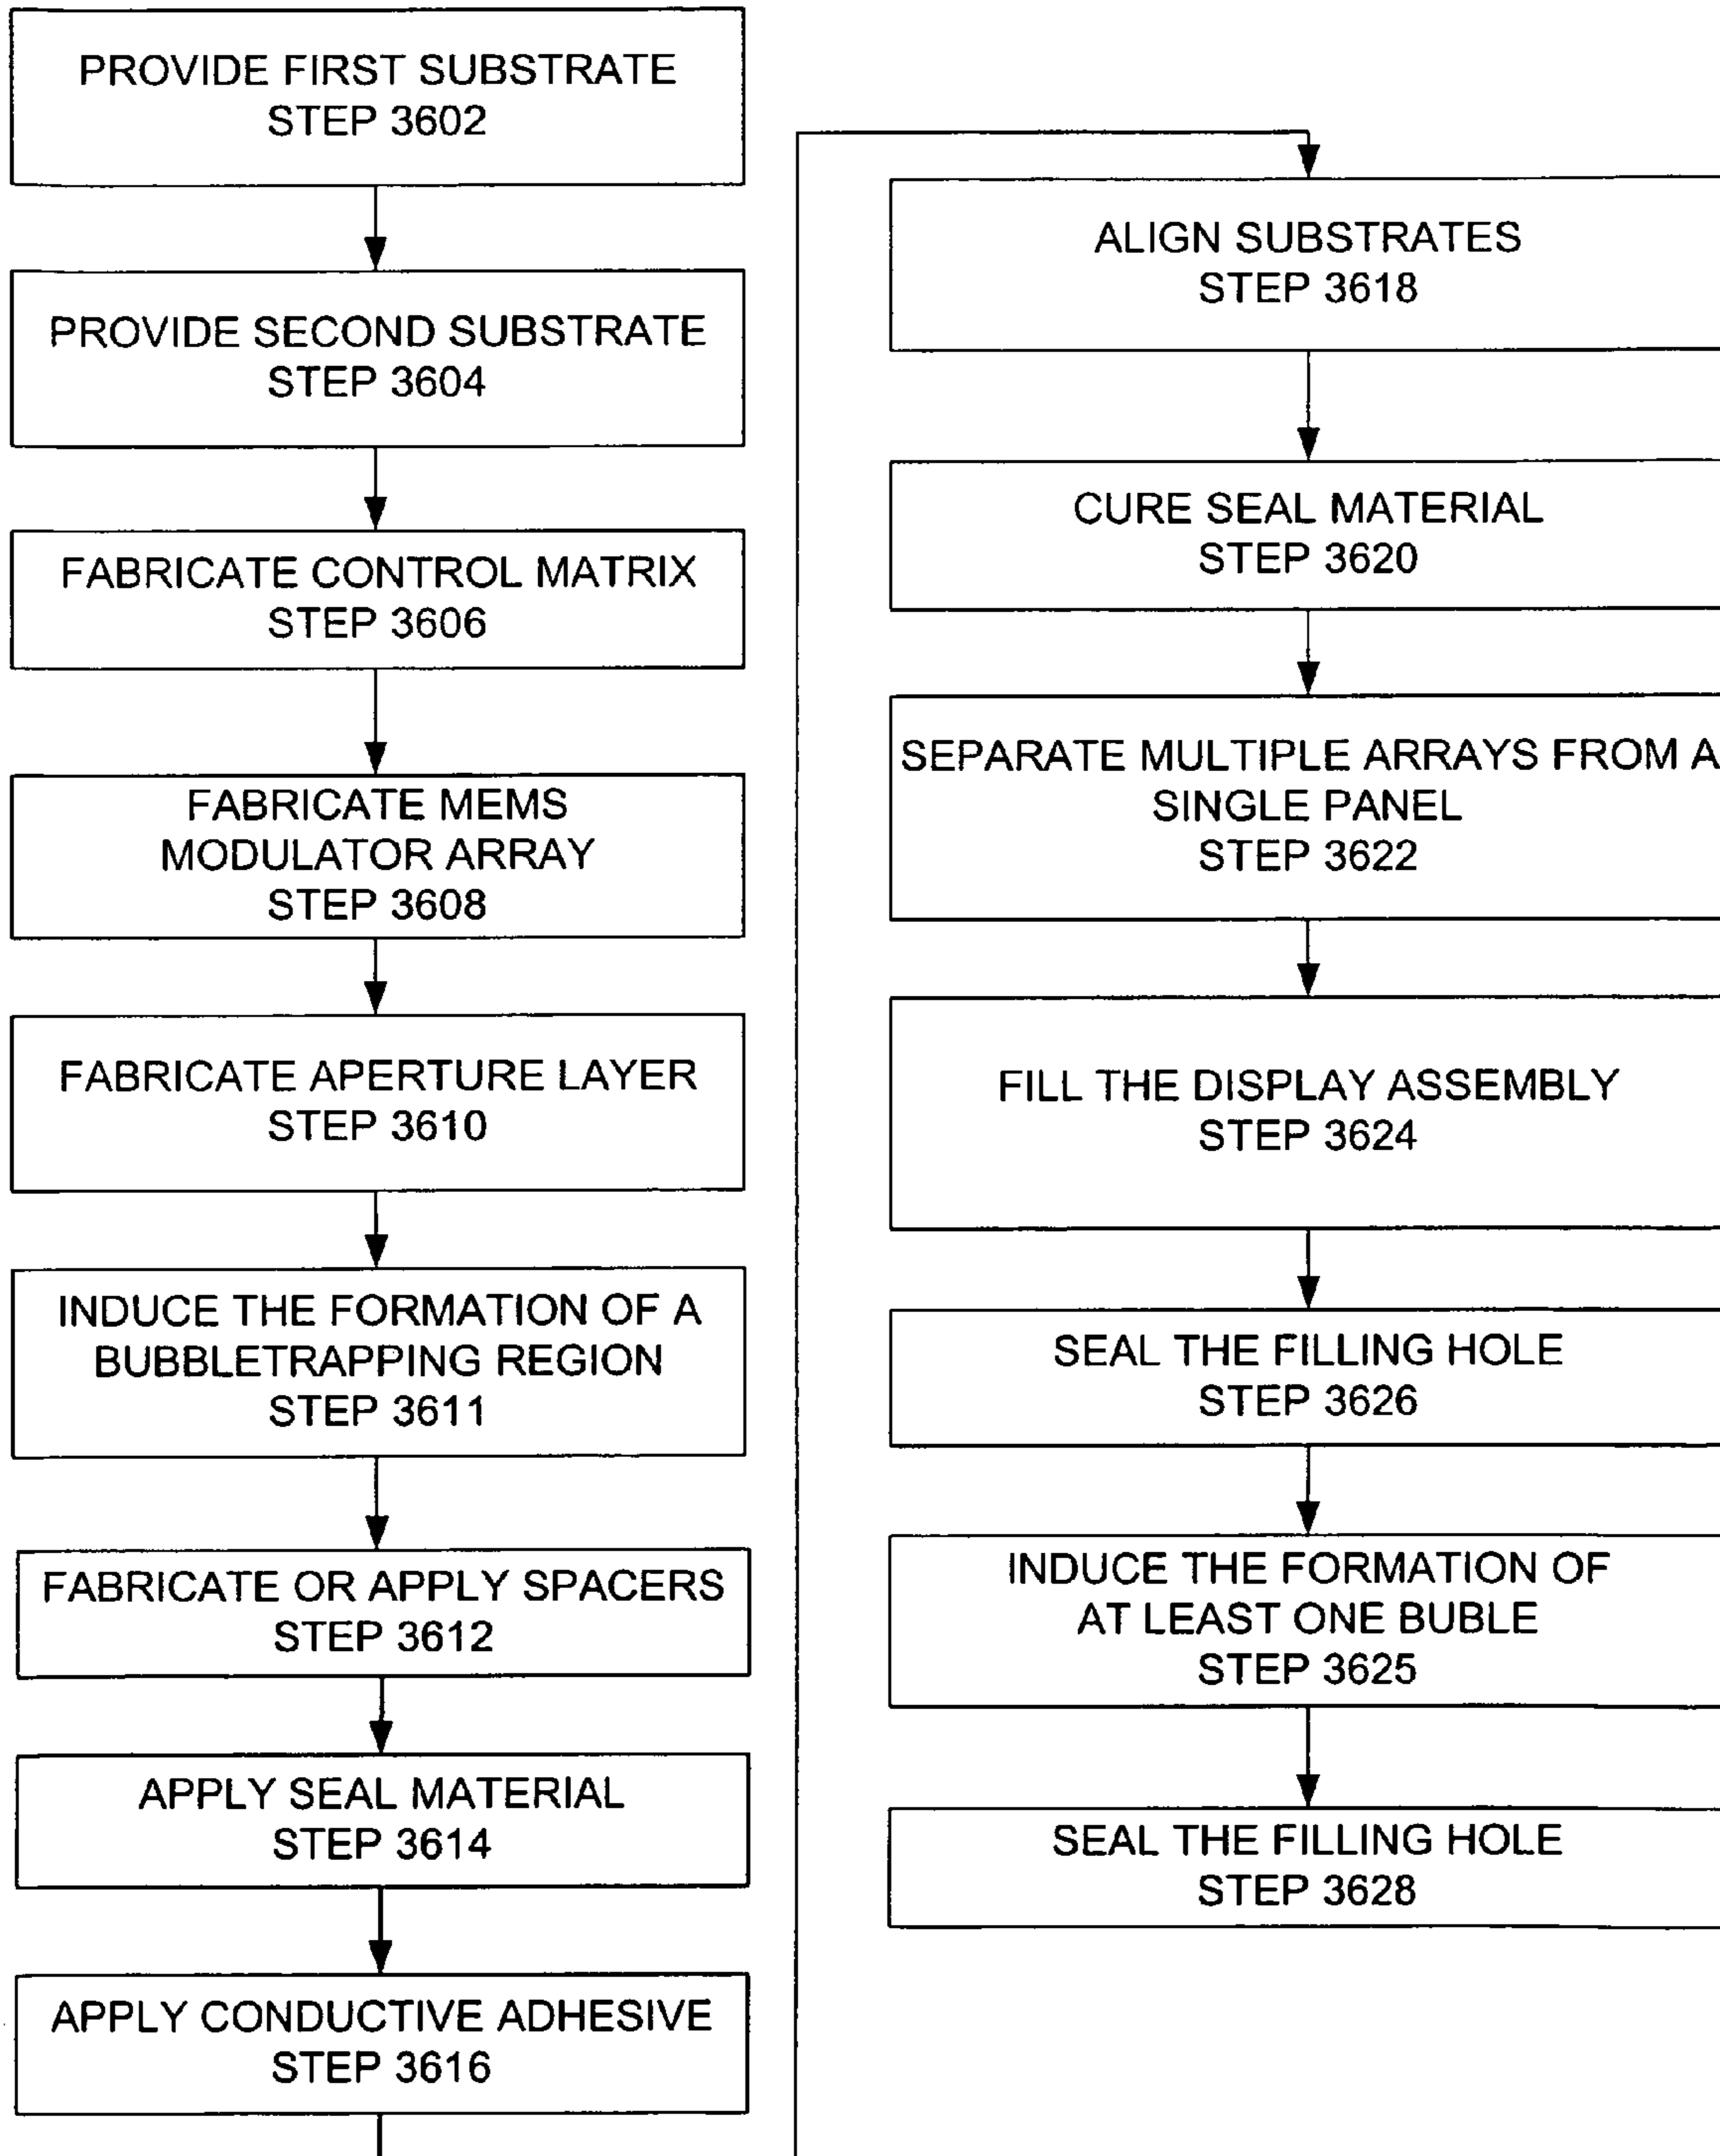 PROVIDE FIRST SUBSTRATE
STEP 3602
PROVIDE SECOND SUBSTRATE
STEP 3604
FABRICATE CONTROL MATRIX
STEP 3606
FABRICATE MEMS
MODULATOR ARRAY
STEP 3608
FABRICATE APERTURE LAYER
STEP 3610
INDUCE THE FORMATION OF A
BUBBLETRAPPING REGION
STEP 3611
FABRICATE OR APPLY SPACERS
STEP 3612
APPLY SEAL MATERIAL
STEP 3614
APPLY CONDUCTIVE ADHESIVE
STEP 3616
ALIGN SUBSTRATES
STEP 3618
CURE SEAL MATERIAL
STEP 3620
SEPARATE MULTIPLE ARRAYS FROM A
SINGLE PANEL
STEP 3622
FILL THE DISPLAY ASSEMBLY
STEP 3624
SEAL THE FILLING HOLE
STEP 3626
INDUCE THE FORMATION OF
AT LEAST ONE BUBLE
STEP 3625
SEAL THE FILLING HOLE
STEP 3628